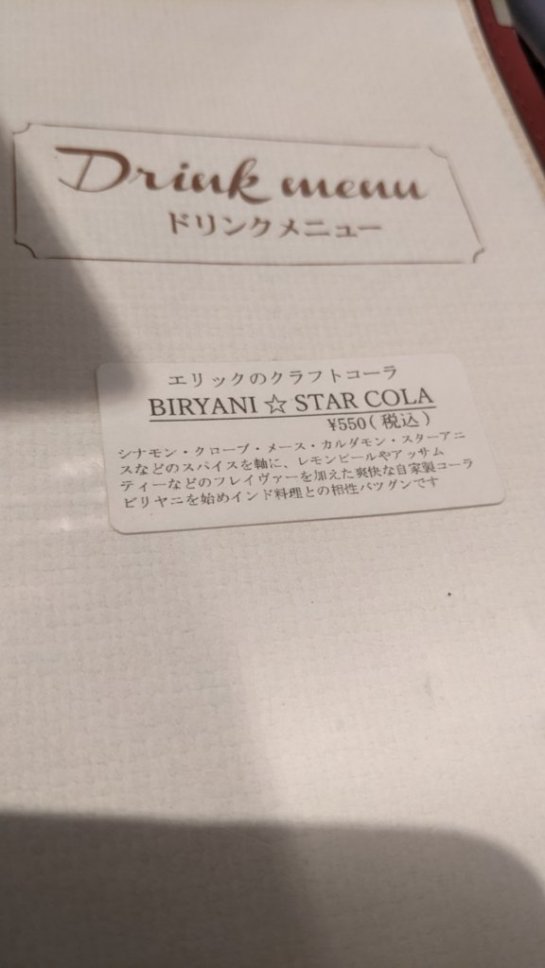 Drink menu
ドリンクメニュー
エリックのクラフトコーラ
BIRYANI ☆ STAR COLA
¥550(税込)
シナモン・クローブ・メース・カルダモン・スターアニ
スなどのスパイスを軸に、レモンピールやアッサム
ティーなどのフレイヴァーを加えた爽快な自家製コーラ
ビリヤニを始めインド料理との相性バツグンです